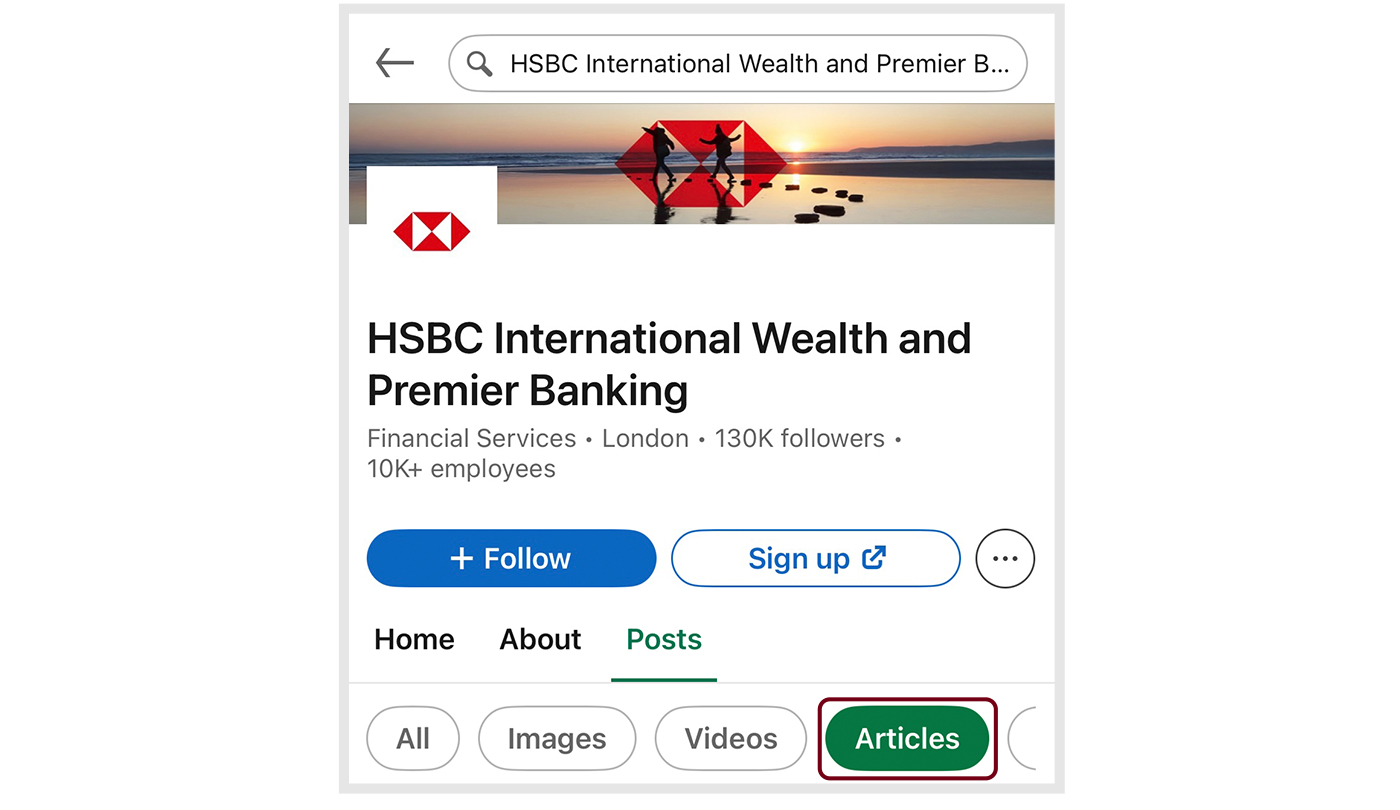 HSBC International Wealth and Premier B...
HSBC International Wealth and
Premier Banking
Financial Services • London • 130K followers •
10K+ employees
+ Follow
Sign up
Home About Posts
All Images Videos Articles